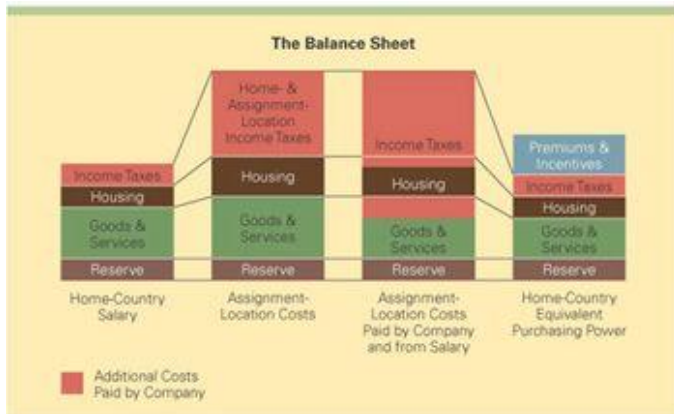 The Balance Sheet
Income Taxes
Housing
Goods &
Services
Reserve
Home-Country
Salary
Home- &
Assignment-
Location
Income Taxes
Housing
Goods &
Services
Reserve
Assignment-
Location Costs
Income Taxes
Housing
Goods &
Services
Reserve
Assignment-
Location Costs
Paid by Company
and from Salary
Premiums &
Incentives
Income Taxes
Housing
Goods &
Services
Reserve
Home-Country
Equivalent
Purchasing Power
Additional Costs
Paid by Company